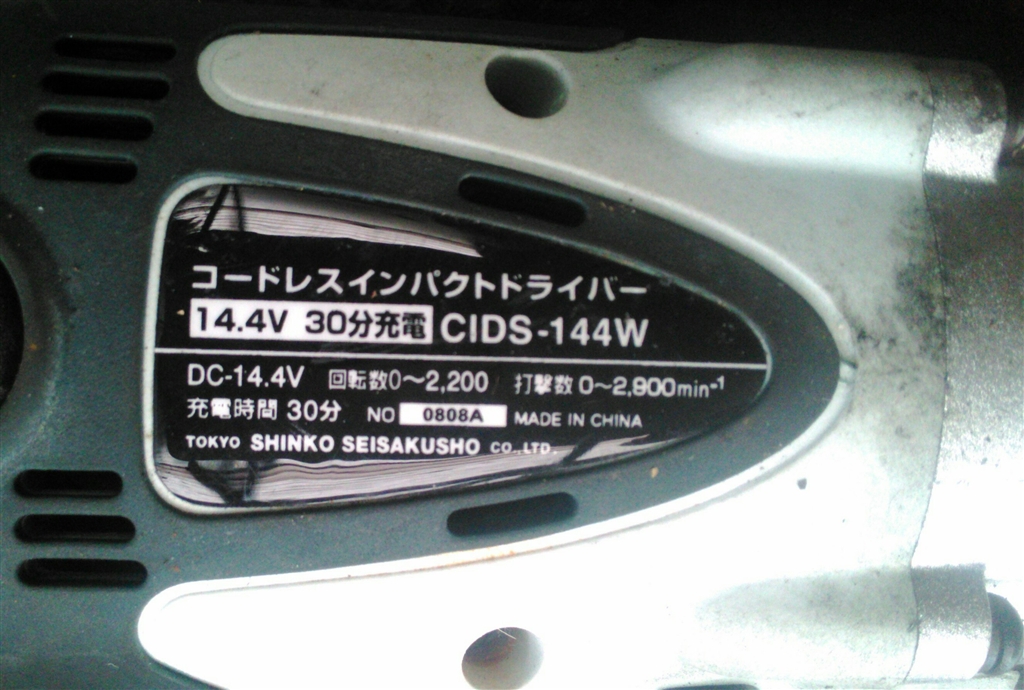 コードレスインパクトドライバー
14.4V 30分充電 CIDS-144W
DC-14.4V 回転数0〜2,200 打撃数 0〜2,900min⁻¹
充電時間 30分 NO 0808A MADE IN CHINA
TOKYO SHINKO SEISAKUSHO CO.,LTD.